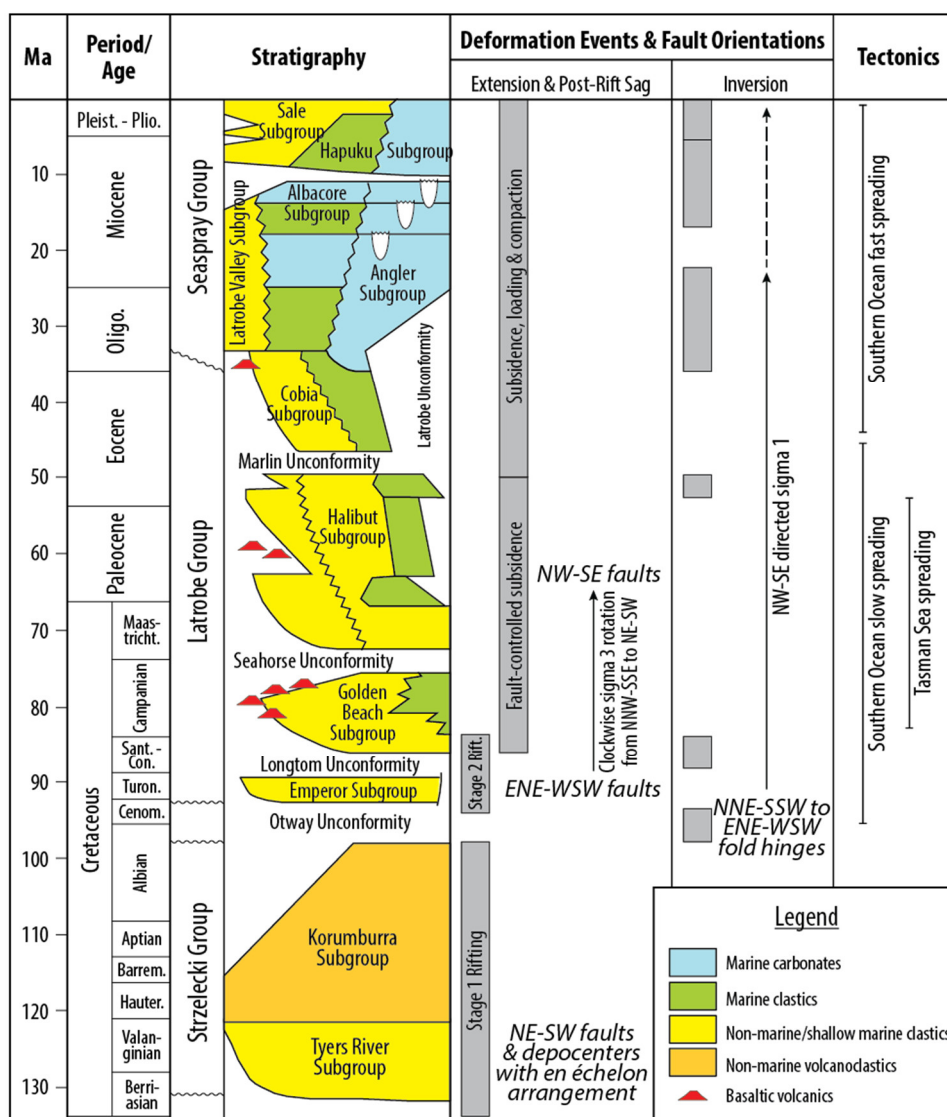 Ma
Period/
Age
Stratigraphy
Deformation Events & Fault Orientations
Extension & Post-Rift Sag
Inversion
Tectonics
10
20
30
40
50
60
70
80
90
100
110
120
130
Pleist. - Plio.
Miocene
Oligo.
Eocene
Paleocene
Cretaceous
Maas-
tricht.
Campanian
Sant. -
Con.
Turon.
Cenom.
Albian
Aptian
Barrem.
Hauter.
Valan-
ginian
Berri-
asian
Seaspray Group
Latrobe Group
Strzelecki Group
Sale
Subgroup
Hapuku
Subgroup
Latrobe Valley Subgroup
Albacore
Subgroup
Angler
Subgroup
Cobia
Subgroup
Latrobe Unconformity
Marlin Unconformity
Halibut
Subgroup
Seahorse Unconformity
Golden
Beach
Subgroup
Longtom Unconformity
Emperor Subgroup
Otway Unconformity
Korumburra
Subgroup
Tyers River
Subgroup
Subsidence, loading & compaction
Fault-controlled subsidence
Stage 2 Rift.
Stage 1 Rifting
NW-SE faults
Clockwise sigma 3 rotation
from NNW-SSE to NE-SW
ENE-WSW faults
NE-SW faults
& depocenters
with en échelon
arrangement
NW-SE directed sigma 1
NNE-SSW to
ENE-WSW
fold hinges
Southern Ocean fast spreading
Southern Ocean slow spreading
Tasman Sea spreading
Legend
Marine carbonates
Marine clastics
Non-marine/shallow marine clastics
Non-marine volcanoclastics
Basaltic volcanics